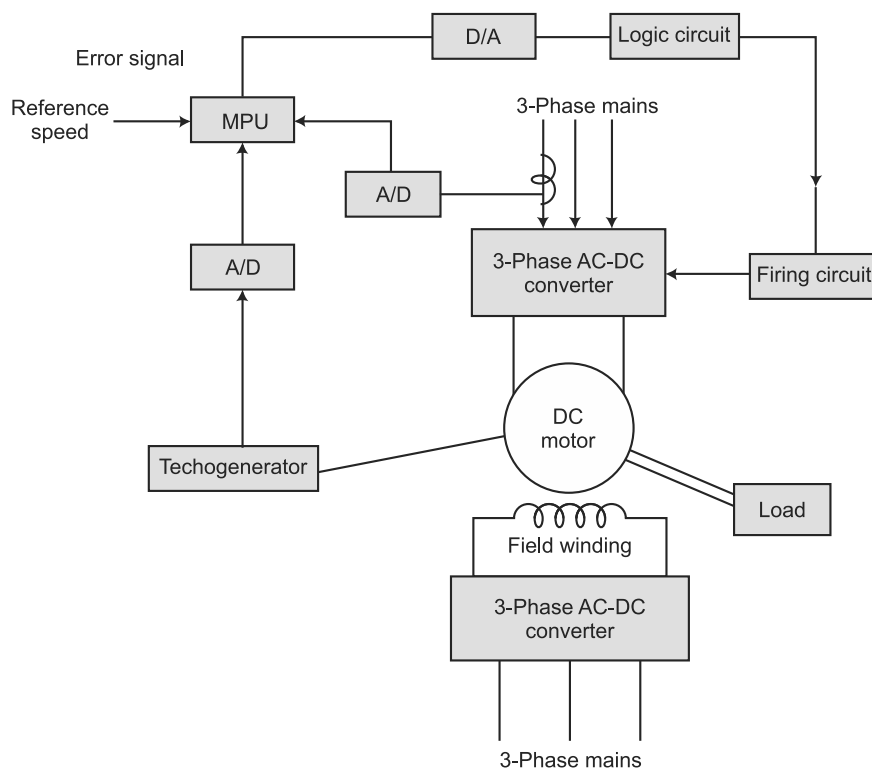 D/A
Logic circuit
Error signal
Reference
speed
MPU
3-Phase mains
A/D
A/D
3-Phase AC-DC
converter
Firing circuit
DC
motor
Techogenerator
Load
Field winding
3-Phase AC-DC
converter
3-Phase mains